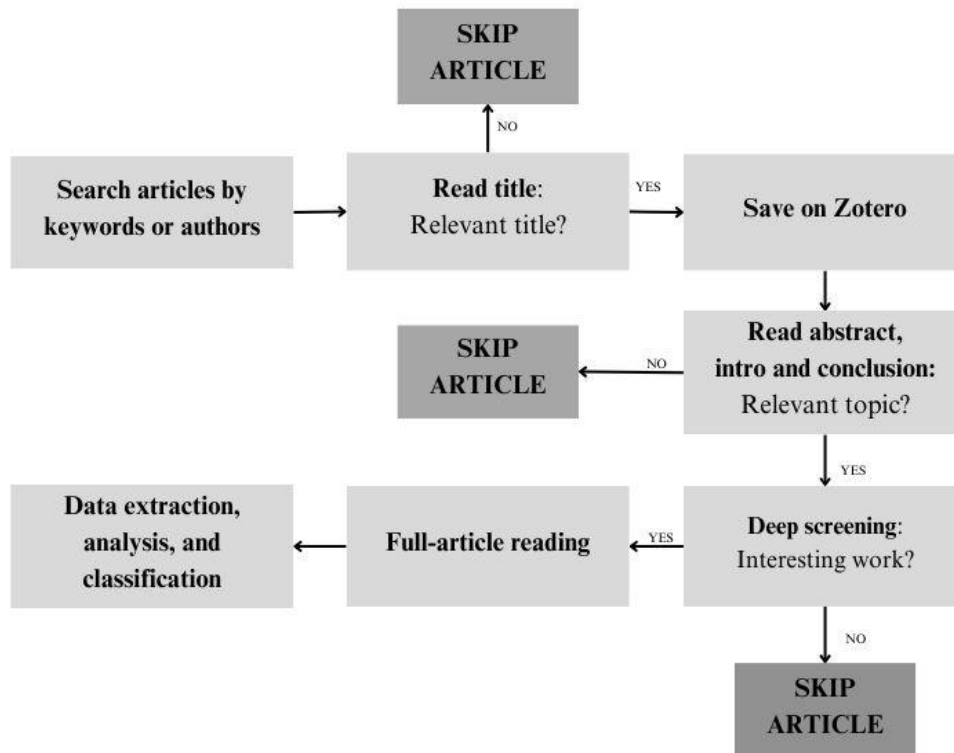 SKIP
ARTICLE
NO
Search articles by
keywords or authors
Read title:
Relevant title?
YES
Save on Zotero
Read abstract,
intro and conclusion:
Relevant topic?
NO
SKIP
ARTICLE
YES
Deep screening:
Interesting work?
YES
Full-article reading
Data extraction,
analysis, and
classification
NO
SKIP
ARTICLE